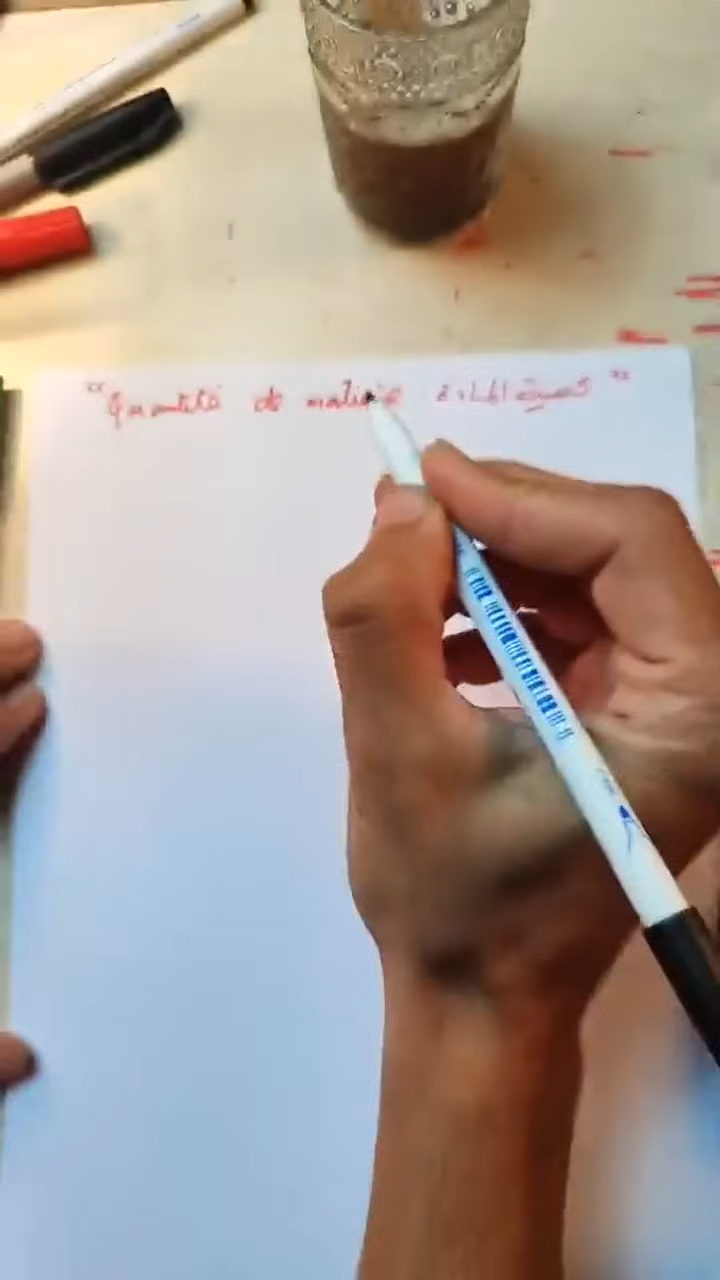 " Quantité de matière كمية المادة "